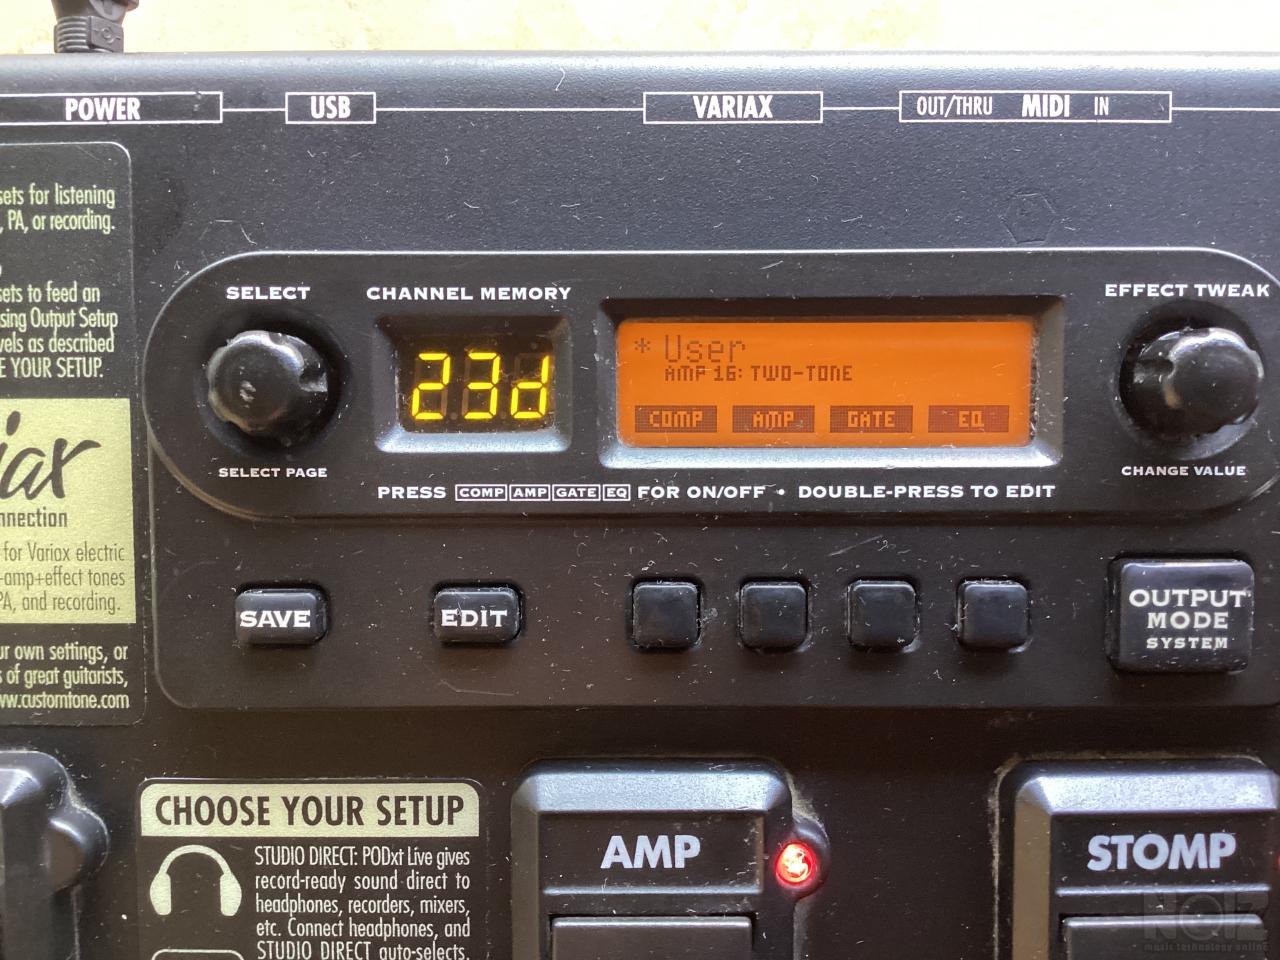 POWER
USB
VARIAX
OUT/THRU MIDI IN
sets for listening
, PA, or recording.
sets to feed an
sing Output Setup
vels as described
E YOUR SETUP.
iax
nnection
for Variax electric
-amp+effect tones
PA, and recording.
ur own settings, or
s of great guitarists,
ww.customtone.com
SELECT
CHANNEL MEMORY
EFFECT TWEAK
23d
* User
AMP 16: TWO-TONE
COMP AMP GATE EQ
SELECT PAGE
CHANGE VALUE
PRESS COMP AMP GATE EQ FOR ON/OFF • DOUBLE-PRESS TO EDIT
SAVE
EDIT
OUTPUT
MODE
SYSTEM
CHOOSE YOUR SETUP
STUDIO DIRECT: PODxt Live gives
record-ready sound direct to
headphones, recorders, mixers,
etc. Connect headphones, and
STUDIO DIRECT auto-selects.
AMP
STOMP
NOIZ
music technology online